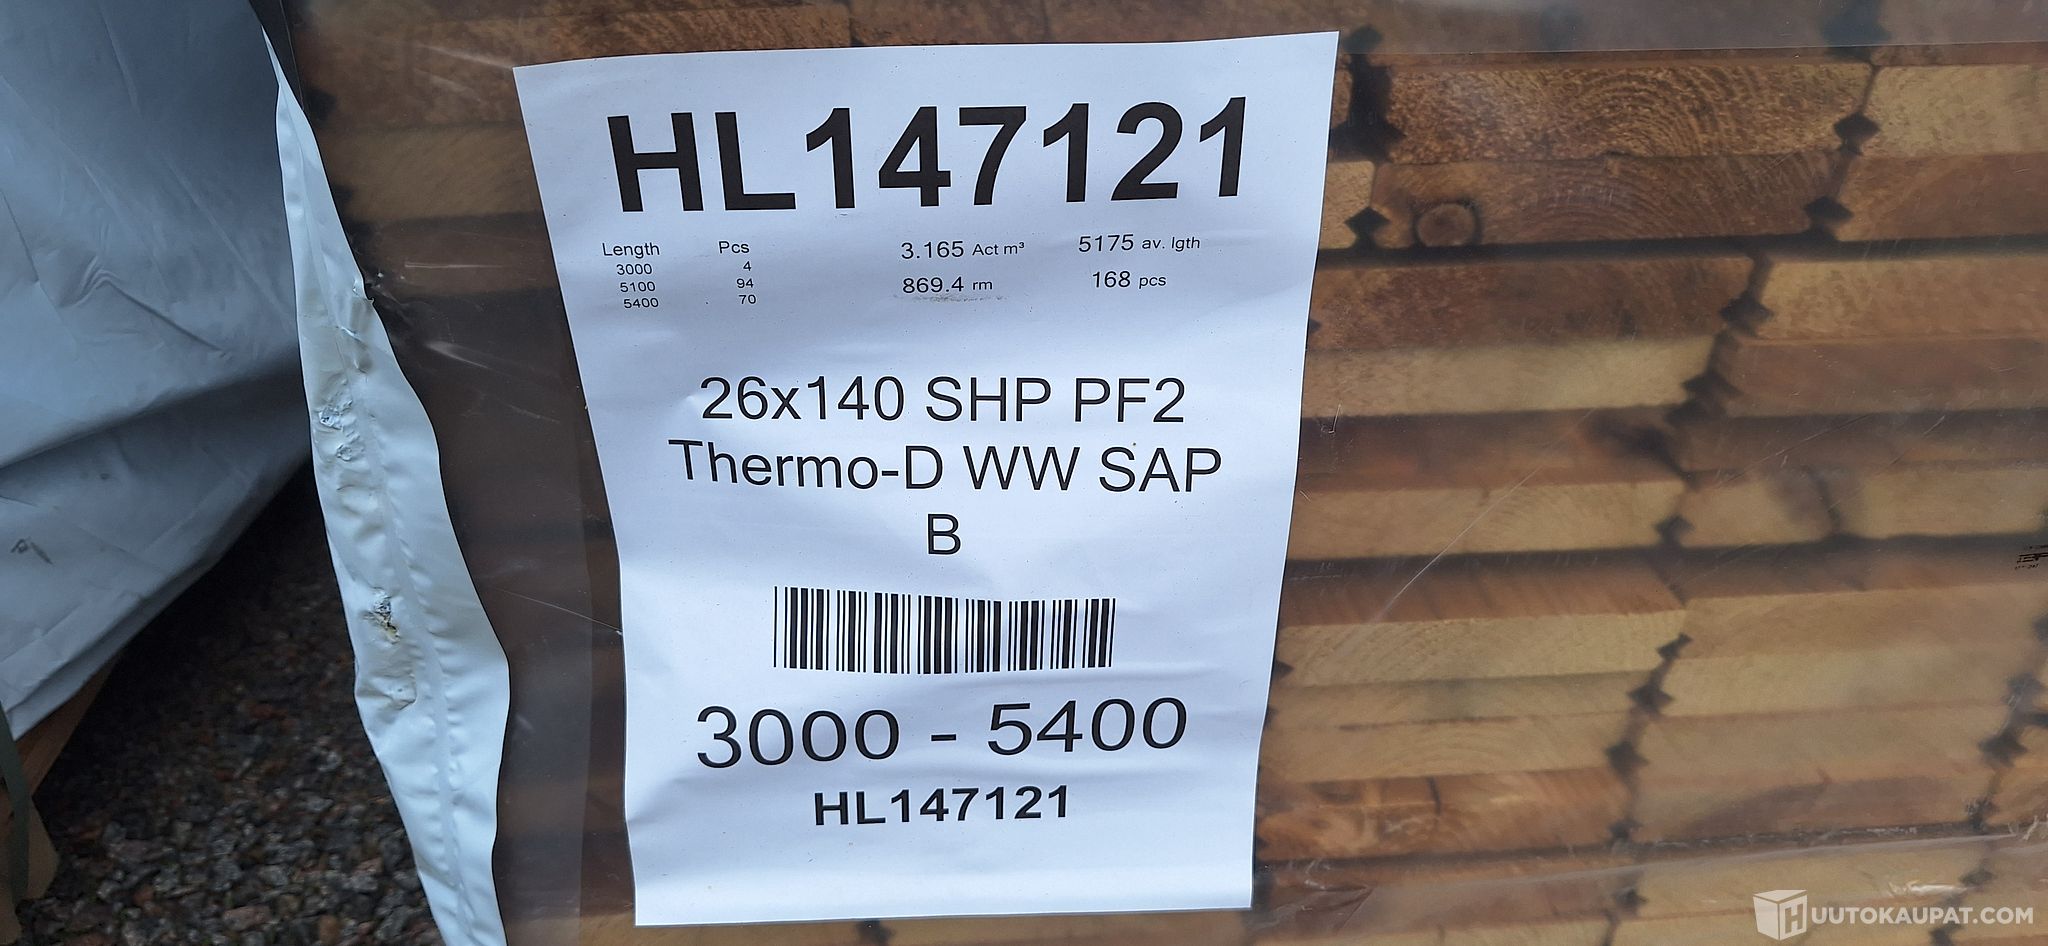 HL147121
Length Pcs 3.165 Act m³ 5175 av. lgth
3000 4
5100 94 869.4 rm 168 pcs
5400 70
26x140 SHP PF2
Thermo-D WW SAP
B
3000 - 5400
HL147121
HUUTOKAUPAT.COM